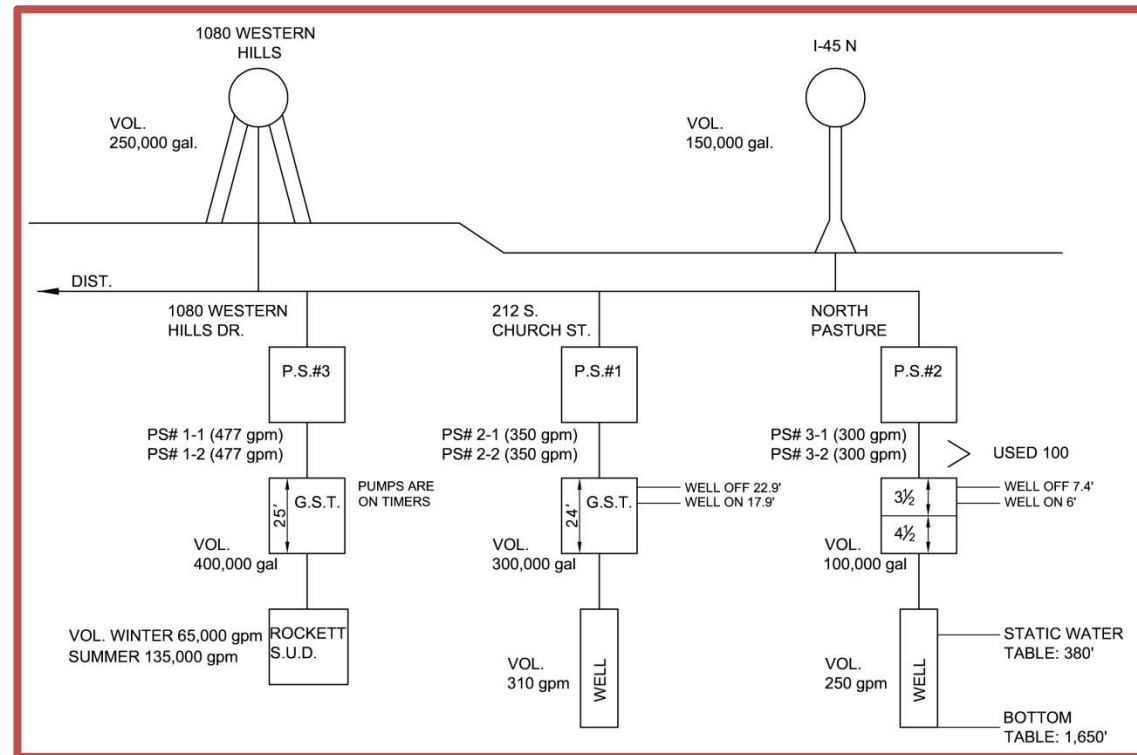 1080 WESTERN
HILLS
I-45 N
VOL.
250,000 gal.
VOL.
150,000 gal.
DIST.
1080 WESTERN
HILLS DR.
212 S.
CHURCH ST.
NORTH
PASTURE
P.S.#3
P.S.#1
P.S.#2
PS# 1-1 (477 gpm)
PS# 1-2 (477 gpm)
PS# 2-1 (350 gpm)
PS# 2-2 (350 gpm)
PS# 3-1 (300 gpm)
PS# 3-2 (300 gpm)
USED 100
25'
G.S.T.
PUMPS ARE
ON TIMERS
24'
G.S.T.
WELL OFF 22.9'
WELL ON 17.9'
3½
4½
WELL OFF 7.4'
WELL ON 6'
VOL.
400,000 gal
VOL.
300,000 gal
VOL.
100,000 gal
VOL. WINTER 65,000 gpm
SUMMER 135,000 gpm
ROCKETT
S.U.D.
VOL.
310 gpm
WELL
VOL.
250 gpm
WELL
STATIC WATER
TABLE: 380'
BOTTOM
TABLE: 1,650'